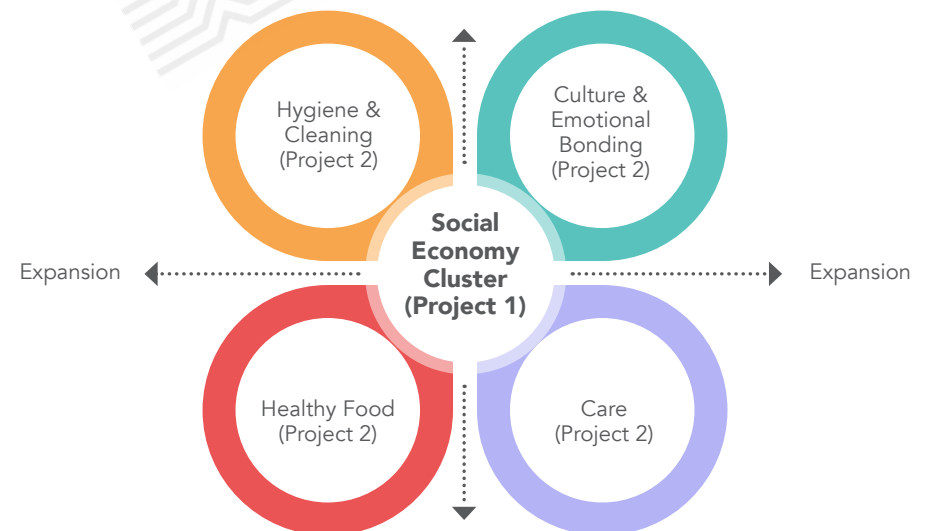 Hygiene &
Cleaning
(Project 2)
Culture &
Emotional
Bonding
(Project 2)
Expansion
Social
Economy
Cluster
(Project 1)
Expansion
Healthy Food
(Project 2)
Care
(Project 2)